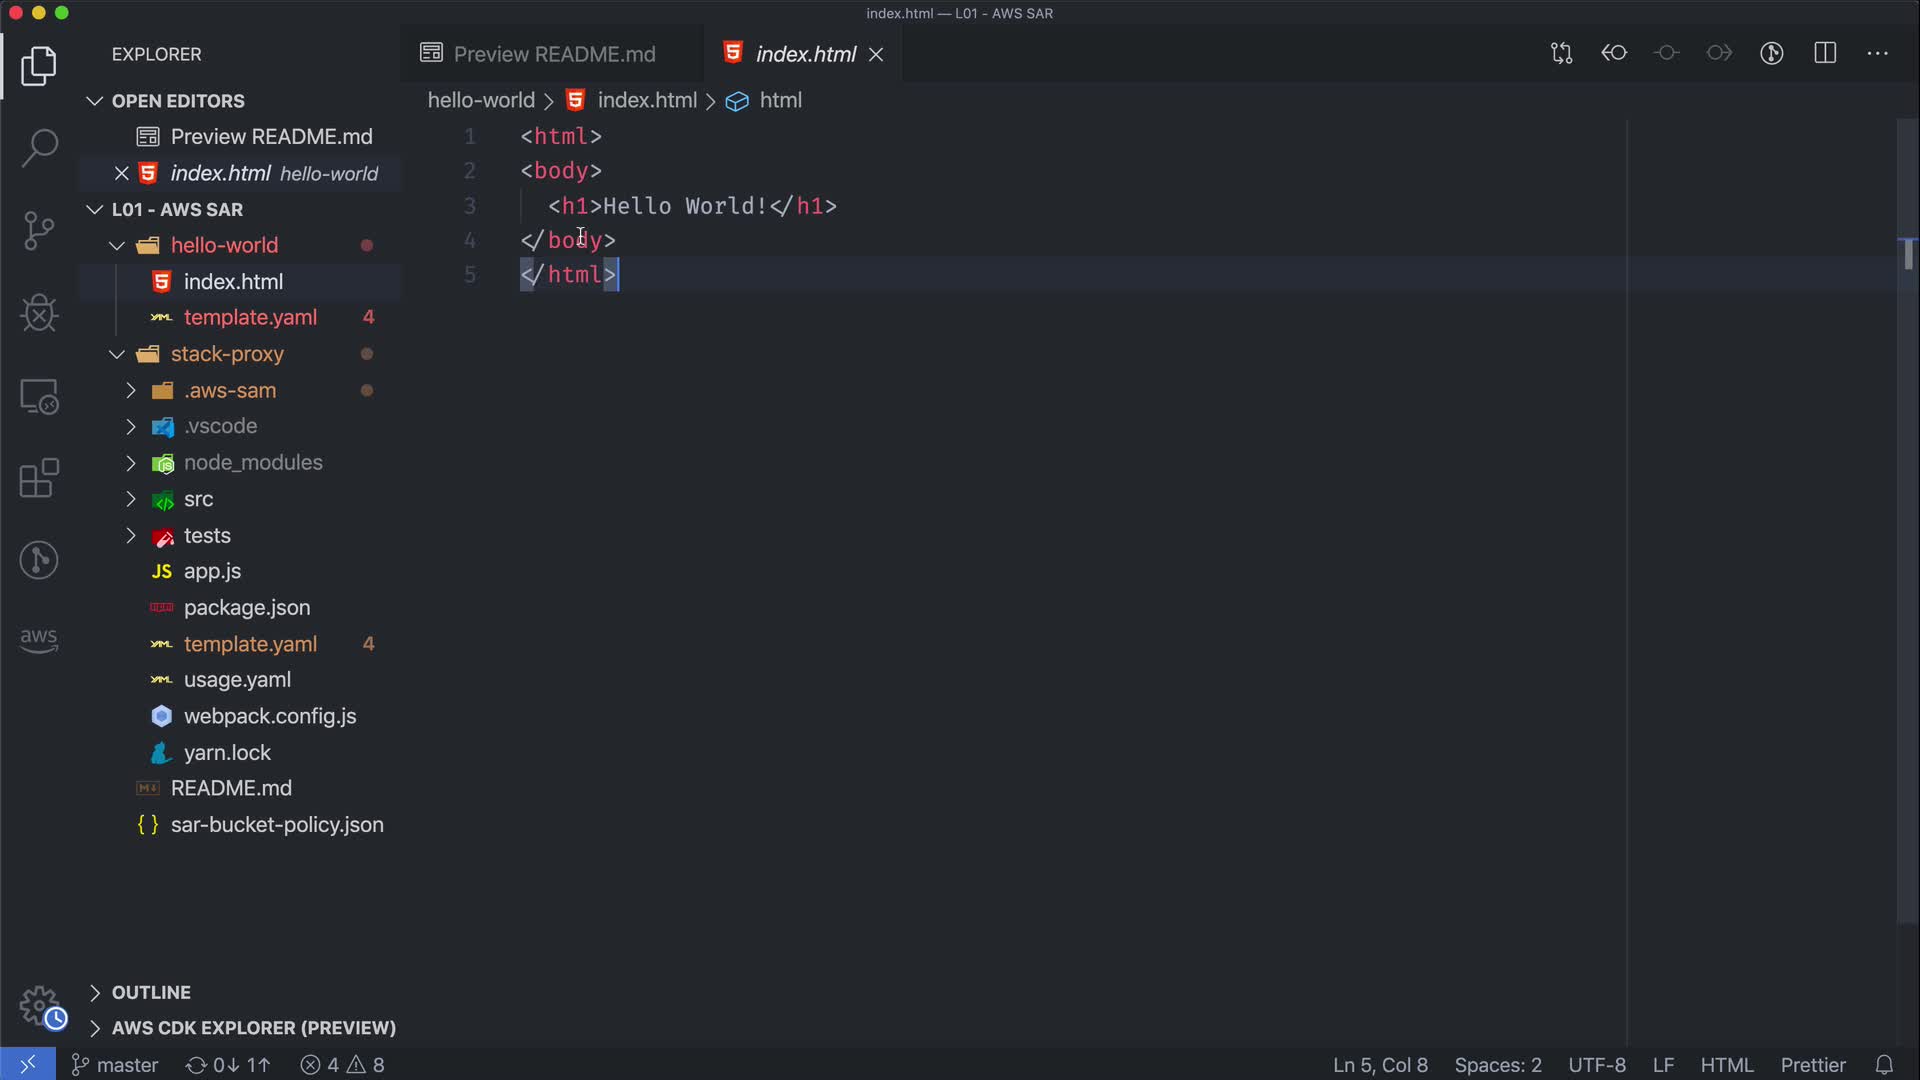 index.html — L01 - AWS SAR
EXPLORER
Preview README.md
index.html
OPEN EDITORS
Preview README.md
index.html hello-world
L01 - AWS SAR
hello-world
index.html
template.yaml 4
stack-proxy
.aws-sam
.vscode
node_modules
src
tests
JS app.js
package.json
template.yaml 4
usage.yaml
webpack.config.js
yarn.lock
README.md
{ } sar-bucket-policy.json
OUTLINE
AWS CDK EXPLORER (PREVIEW)
aws
hello-world > index.html > html
1 <html>
2 <body>
3 <h1>Hello World!</h1>
4 </body>
5 </html>
master 0↓ 1↑ 4 8
Ln 5, Col 8 Spaces: 2 UTF-8 LF HTML Prettier